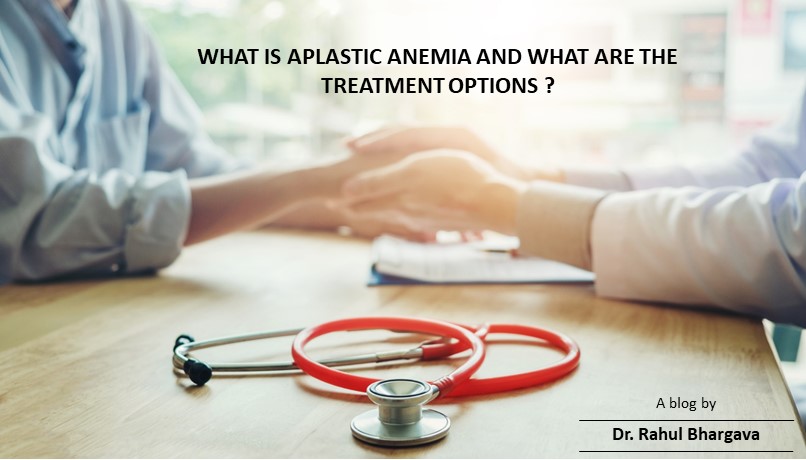 WHAT IS APLASTIC ANEMIA AND WHAT ARE THE
TREATMENT OPTIONS ?
A blog by
Dr. Rahul Bhargava